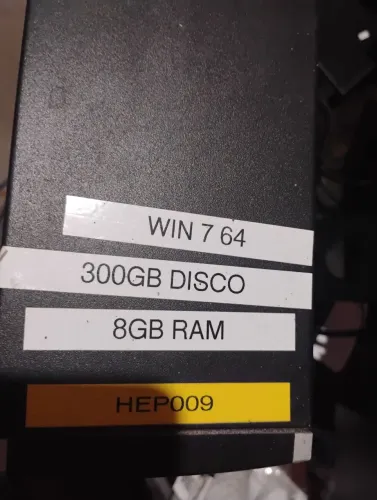 WIN 7 64
300GB DISCO
8GB RAM
HEP009